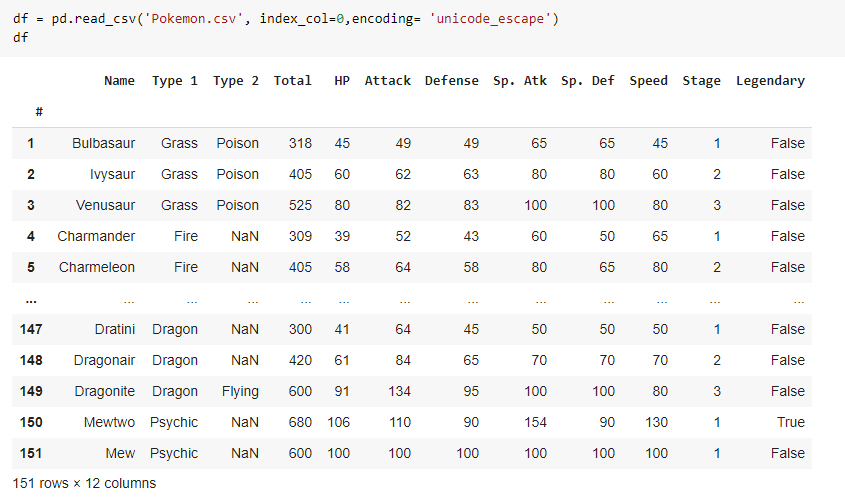 df = pd.read_csv('Pokemon.csv', index_col=0,encoding= 'unicode_escape')
df
Name Type 1 Type 2 Total HP Attack Defense Sp. Atk Sp. Def Speed Stage Legendary
#
1 Bulbasaur Grass Poison 318 45 49 49 65 65 45 1 False
2 Ivysaur Grass Poison 405 60 62 63 80 80 60 2 False
3 Venusaur Grass Poison 525 80 82 83 100 100 80 3 False
4 Charmander Fire NaN 309 39 52 43 60 50 65 1 False
5 Charmeleon Fire NaN 405 58 64 58 80 65 80 2 False
... ... ... ... ... ... ... ... ... ... ... ... ...
147 Dratini Dragon NaN 300 41 64 45 50 50 50 1 False
148 Dragonair Dragon NaN 420 61 84 65 70 70 70 2 False
149 Dragonite Dragon Flying 600 91 134 95 100 100 80 3 False
150 Mewtwo Psychic NaN 680 106 110 90 154 90 130 1 True
151 Mew Psychic NaN 600 100 100 100 100 100 100 1 False
151 rows × 12 columns